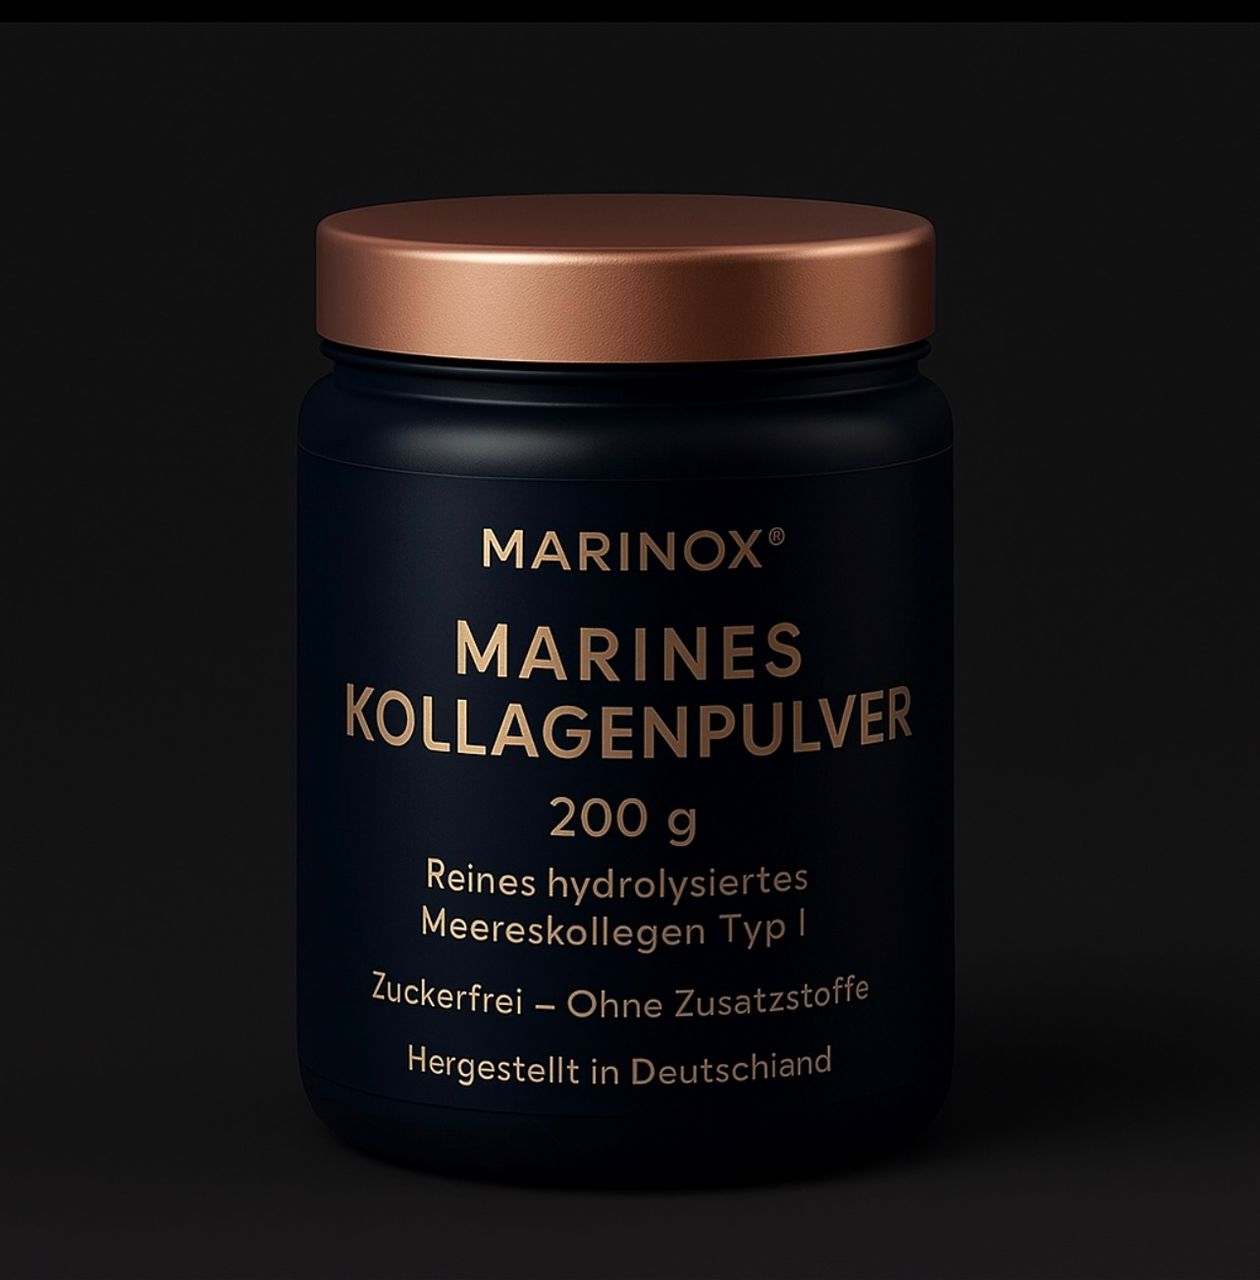 MARINOX®
MARINES
KOLLAGENPULVER
200 g
Reines hydrolysiertes
Meereskollegen Typ I
Zuckerfrei – Ohne Zusatzstoffe
Hergestellt in Deutschiand